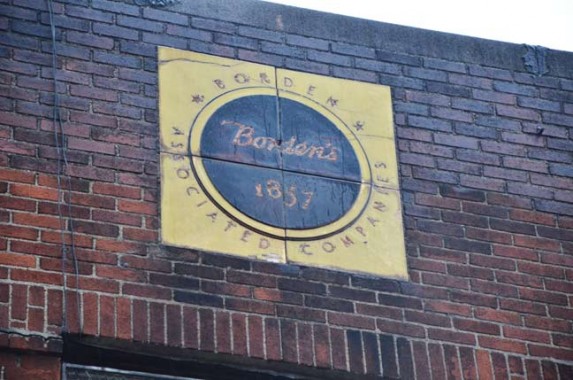 BORDEN
Borden's
1857
ASSOCIATED COMPANIES